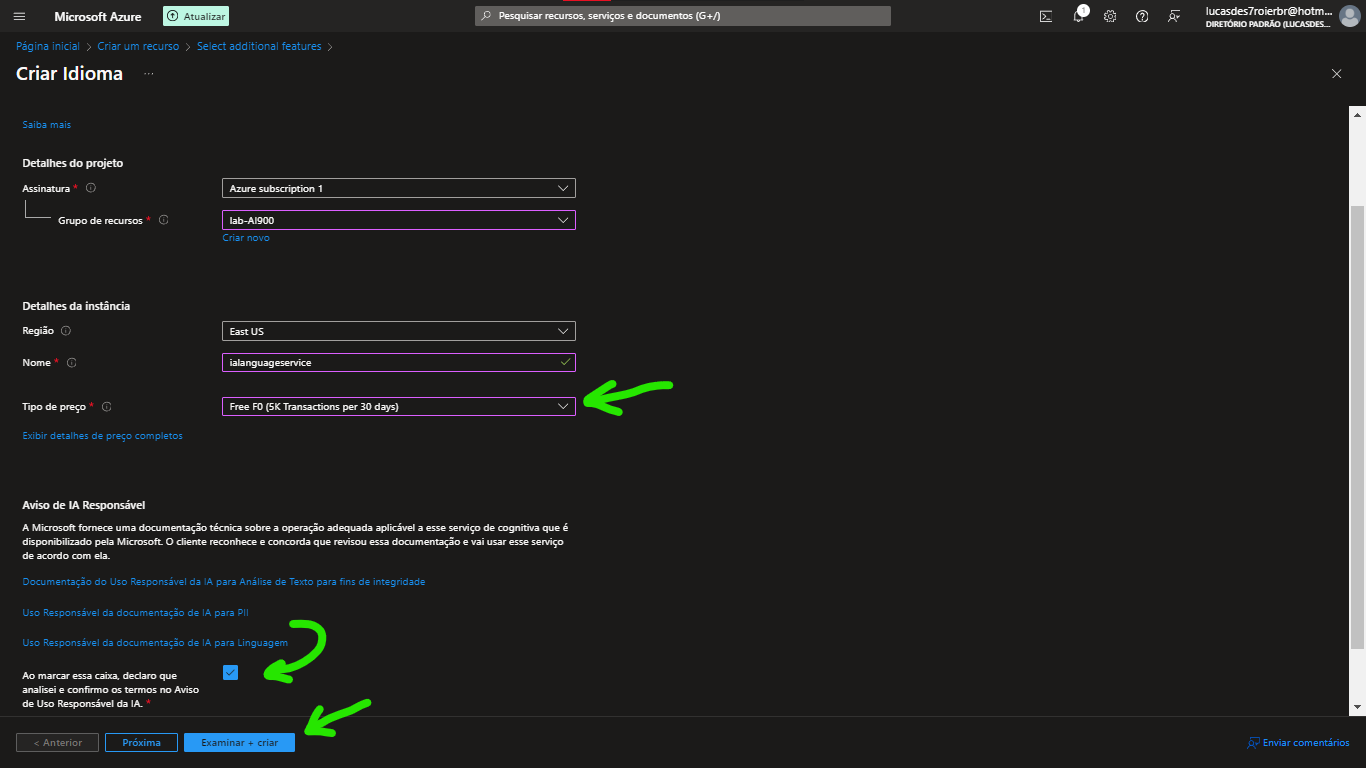 Microsoft Azure
Atualizar
Pesquisar recursos, serviços e documentos (G+/)
1
lucasdes7roierbr@hotm...
DIRETÓRIO PADRÃO (LUCASDES...
Página inicial > Criar um recurso > Select additional features >
Criar Idioma ...
Saiba mais
Detalhes do projeto
Assinatura * Azure subscription 1
Grupo de recursos * lab-AI900
Criar novo
Detalhes da instância
Região East US
Nome * ialanguageservice
Tipo de preço * Free F0 (5K Transactions per 30 days)
Exibir detalhes de preço completos
Aviso de IA Responsável
A Microsoft fornece uma documentação técnica sobre a operação adequada aplicável a esse serviço de cognitiva que é
disponibilizado pela Microsoft. O cliente reconhece e concorda que revisou essa documentação e vai usar esse serviço
de acordo com ela.
Documentação do Uso Responsável da IA para Análise de Texto para fins de integridade
Uso Responsável da documentação de IA para PII
Uso Responsável da documentação de IA para Linguagem
Ao marcar essa caixa, declaro que
analisei e confirmo os termos no Aviso
de Uso Responsável da IA. *
< Anterior
Próxima
Examinar + criar
Enviar comentários